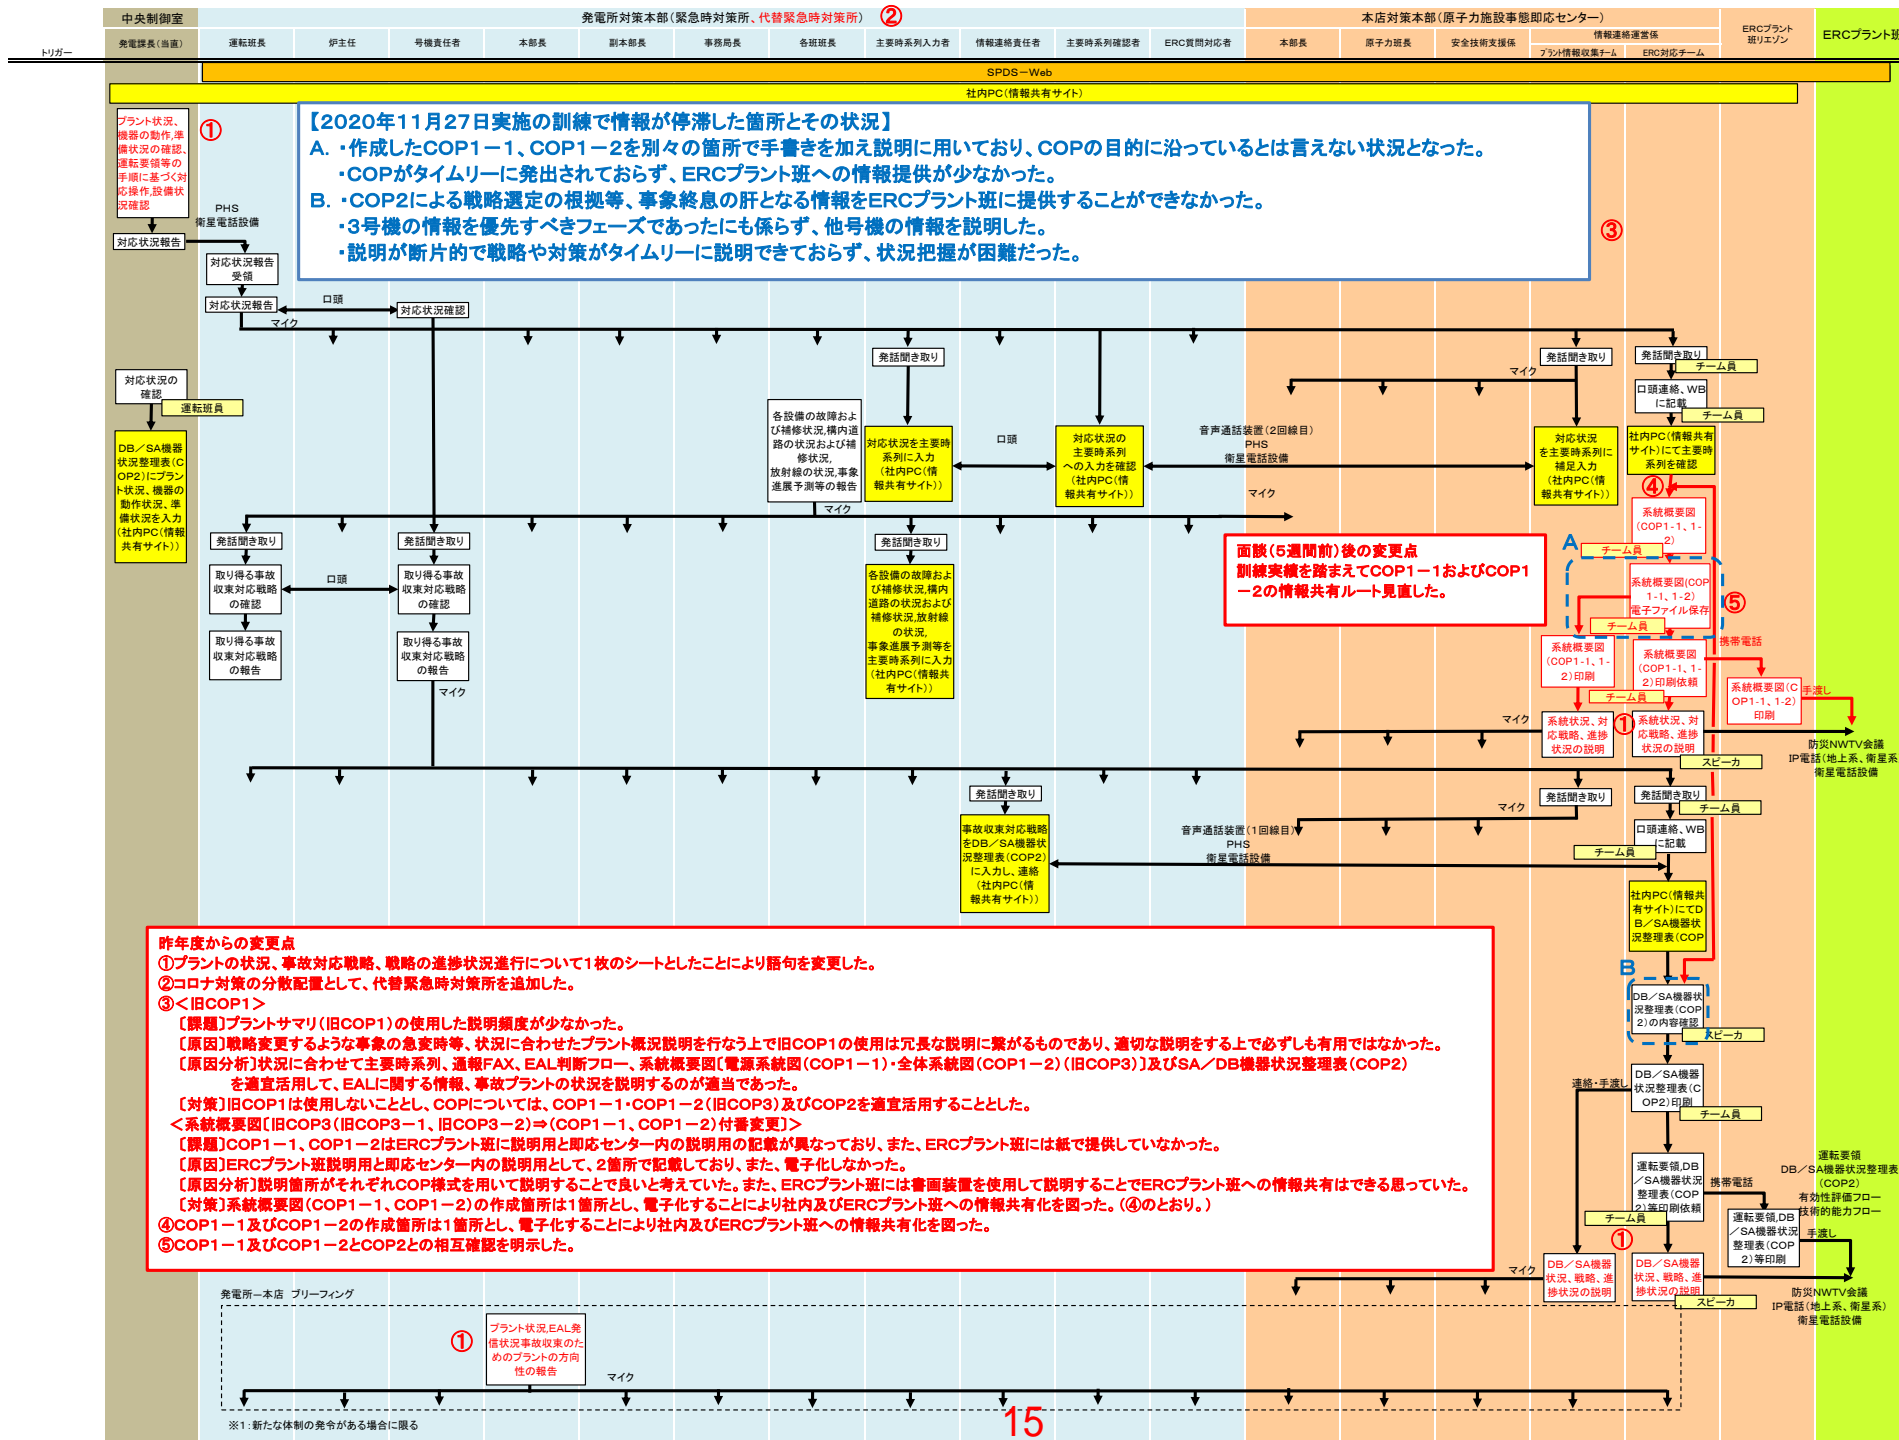 中央制御室
発電所対策本部(緊急時対策所、代替緊急時対策所) ②
本店対策本部(原子力施設事態即応センター)
ERCプラント
班リエゾン
ERCプラント班
トリガー
発電課長(当直)
運転班長
炉主任
号機責任者
本部長
副本部長
事務局長
各班班長
主要時系列入力者
情報連絡責任者
主要時系列確認者
ERC質問対応者
本部長
原子力班長
安全技術支援係
情報連絡運営係
プラント情報収集チーム
ERC対応チーム
SPDS-Web
社内PC(情報共有サイト)
プラント状況、
機器の動作,準
備状況の確認、
運転要領等の
手順に基づく対
応操作,設備状
況確認
①
【2020年11月27日実施の訓練で情報が停滞した箇所とその状況】
A.・作成したCOP1-1、COP1-2を別々の箇所で手書きを加え説明に用いており、COPの目的に沿っているとは言えない状況となった。
・COPがタイムリーに発出されておらず、ERCプラント班への情報提供が少なかった。
B.・COP2による戦略選定の根拠等、事象終息の肝となる情報をERCプラント班に提供することができなかった。
・3号機の情報を優先すべきフェーズであったにも係らず、他号機の情報を説明した。
・説明が断片的で戦略や対策がタイムリーに説明できておらず、状況把握が困難だった。
③
PHS
衛星電話設備
対応状況報告
対応状況報告
受領
対応状況報告
口頭
対応状況確認
マイク
発話聞き取り
発話聞き取り
発話聞き取り
チーム員
マイク
対応状況の
確認
運転班員
口頭連絡、WB
に記載
チーム員
各設備の故障およ
び補修状況,構内道
路の状況および補
修状況,
放射線の状況,事象
進展予測等の報告
DB/SA機器
状況整理表(C
OP2)にプラン
ト状況、機器の
動作状況、準
備状況を入力
(社内PC(情報
共有サイト))
対応状況を主要時
系列に入力
(社内PC(情
報共有サイト))
口頭
対応状況の
主要時系列
への入力を確認
(社内PC(情
報共有サイト))
音声通話装置(2回線目)
PHS
衛星電話設備
対応状況
を主要時系列に
補足入力
(社内PC(情
報共有サイト))
社内PC(情報共有
サイト)にて主要時
系列を確認
④
マイク
マイク
系統概要図
(COP1-1、1-
2)
チーム員
発話聞き取り
発話聞き取り
発話聞き取り
面談(5週間前)後の変更点
訓練実績を踏まえてCOP1-1およびCOP1
-2の情報共有ルート見直した。
A
系統概要図(COP
1-1、1-2)
電子ファイル保存
⑤
チーム員
取り得る事故
収束対応戦略
の確認
口頭
取り得る事故
収束対応戦略
の確認
各設備の故障およ
び補修状況,構内
道路の状況および
補修状況,放射線
の状況,
事象進展予測等を
主要時系列に入力
(社内PC(情報共
有サイト))
取り得る事故
収束対応戦略
の報告
取り得る事故
収束対応戦略
の報告
マイク
系統概要図
(COP1-1、1-
2)印刷
系統概要図
(COP1-1、1-
2)印刷依頼
携帯電話
チーム員
系統概要図(C
OP1-1、1-2)
印刷
手渡し
マイク
系統状況、対
応戦略、進捗
状況の説明
①
系統状況、対
応戦略、進捗
状況の説明
スピーカ
防災NWTV会議
IP電話(地上系、衛星系
衛星電話設備
発話聞き取り
発話聞き取り
発話聞き取り
チーム員
マイク
事故収束対応戦略
をDB/SA機器状
況整理表(COP2)
に入力し、連絡
(社内PC(情
報共有サイト))
音声通話装置(1回線目)
PHS
衛星電話設備
口頭連絡、WB
に記載
チーム員
社内PC(情報共
有サイト)にてD
B/SA機器状
況整理表(COP
昨年度からの変更点
①プラントの状況、事故対応戦略、戦略の進捗状況進行について1枚のシートとしたことにより語句を変更した。
②コロナ対策の分散配置として、代替緊急時対策所を追加した。
③<旧COP1>
〔課題〕プラントサマリ(旧COP1)の使用した説明頻度が少なかった。
〔原因〕戦略変更するような事象の急変時等、状況に合わせたプラント概況説明を行なう上で旧COP1の使用は冗長な説明に繋がるものであり、適切な説明をする上で必ずしも有用ではなかった。
〔原因分析〕状況に合わせて主要時系列、通報FAX、EAL判断フロー、系統概要図〔電源系統図(COP1-1)・全体系統図(COP1-2)(旧COP3)〕及びSA/DB機器状況整理表(COP2)
を適宜活用して、EALに関する情報、事故プラントの状況を説明するのが適当であった。
〔対策〕旧COP1は使用しないこととし、COPについては、COP1-1・COP1-2(旧COP3)及びCOP2を適宜活用することとした。
<系統概要図〔旧COP3(旧COP3-1、旧COP3-2)⇒(COP1-1、COP1-2)付番変更〕>
〔課題〕COP1-1、COP1-2はERCプラント班に説明用と即応センター内の説明用の記載が異なっており、また、ERCプラント班には紙で提供していなかった。
〔原因〕ERCプラント班説明用と即応センター内の説明用として、2箇所で記載しており、また、電子化しなかった。
〔原因分析〕説明箇所がそれぞれCOP様式を用いて説明することで良いと考えていた。また、ERCプラント班には書画装置を使用して説明することでERCプラント班への情報共有はできる思っていた。
〔対策〕系統概要図(COP1-1、COP1-2)の作成箇所は1箇所とし、電子化することにより社内及びERCプラント班への情報共有化を図った。(④のとおり。)
④COP1-1及びCOP1-2の作成箇所は1箇所とし、電子化することにより社内及びERCプラント班への情報共有化を図った。
⑤COP1-1及びCOP1-2とCOP2との相互確認を明示した。
B
DB/SA機器状
況整理表(COP
2)の内容確認
スピーカ
連絡・手渡し
DB/SA機器
状況整理表(C
OP2)印刷
チーム員
運転要領,DB
/SA機器状況
整理表(COP
2)等印刷依頼
携帯電話
チーム員
運転要領
DB/SA機器状況整理表
(COP2)
有効性評価フロー
技術的能力フロー
運転要領,DB
/SA機器状況
整理表(COP
2)等印刷
手渡し
①
マイク
DB/SA機器
状況、戦略、進
捗状況の説明
DB/SA機器
状況、戦略、進
捗状況の説明
スピーカ
防災NWTV会議
IP電話(地上系、衛星系)
衛星電話設備
発電所-本店 ブリーフィング
①
プラント状況,EAL発
信状況事故収束のた
めのプラントの方向
性の報告
マイク
※1:新たな体制の発令がある場合に限る
15